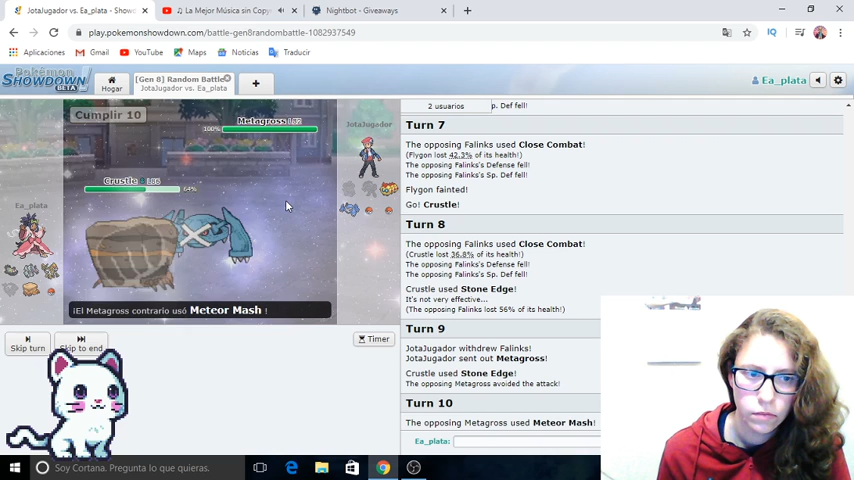 JotaJugador vs. Ea_plata - Showd
La Mejor Música sin Copy
Nightbot - Giveaways
play.pokemonshowdown.com/battle-gen8randombattle-1082937549
Aplicaciones
Gmail
YouTube
Maps
Noticias
Traducir
Pokémon
SHOWDOWN
BETA
Hogar
[Gen 8] Random Battle
JotaJugador vs. Ea_plata
Ea_plata
Cumplir 10
Metagross L82
100%
JotaJugador
Crustle L86
64%
Ea_plata
¡El Metagross contrario usó Meteor Mash !
Skip turn
Skip to end
Timer
2 usuarios
p. Def fell!
Turn 7
The opposing Falinks used Close Combat!
(Flygon lost 42.3% of its health!)
The opposing Falinks's Defense fell!
The opposing Falinks's Sp. Def fell!
Flygon fainted!
Go! Crustle!
Turn 8
The opposing Falinks used Close Combat!
(Crustle lost 36.8% of its health!)
The opposing Falinks's Defense fell!
The opposing Falinks's Sp. Def fell!
Crustle used Stone Edge!
It's not very effective...
(The opposing Falinks lost 56% of its health!)
Turn 9
JotaJugador withdrew Falinks!
JotaJugador sent out Metagross!
Crustle used Stone Edge!
The opposing Metagross avoided the attack!
Turn 10
The opposing Metagross used Meteor Mash!
Ea_plata:
Soy Cortana. Pregunta lo que quieras.